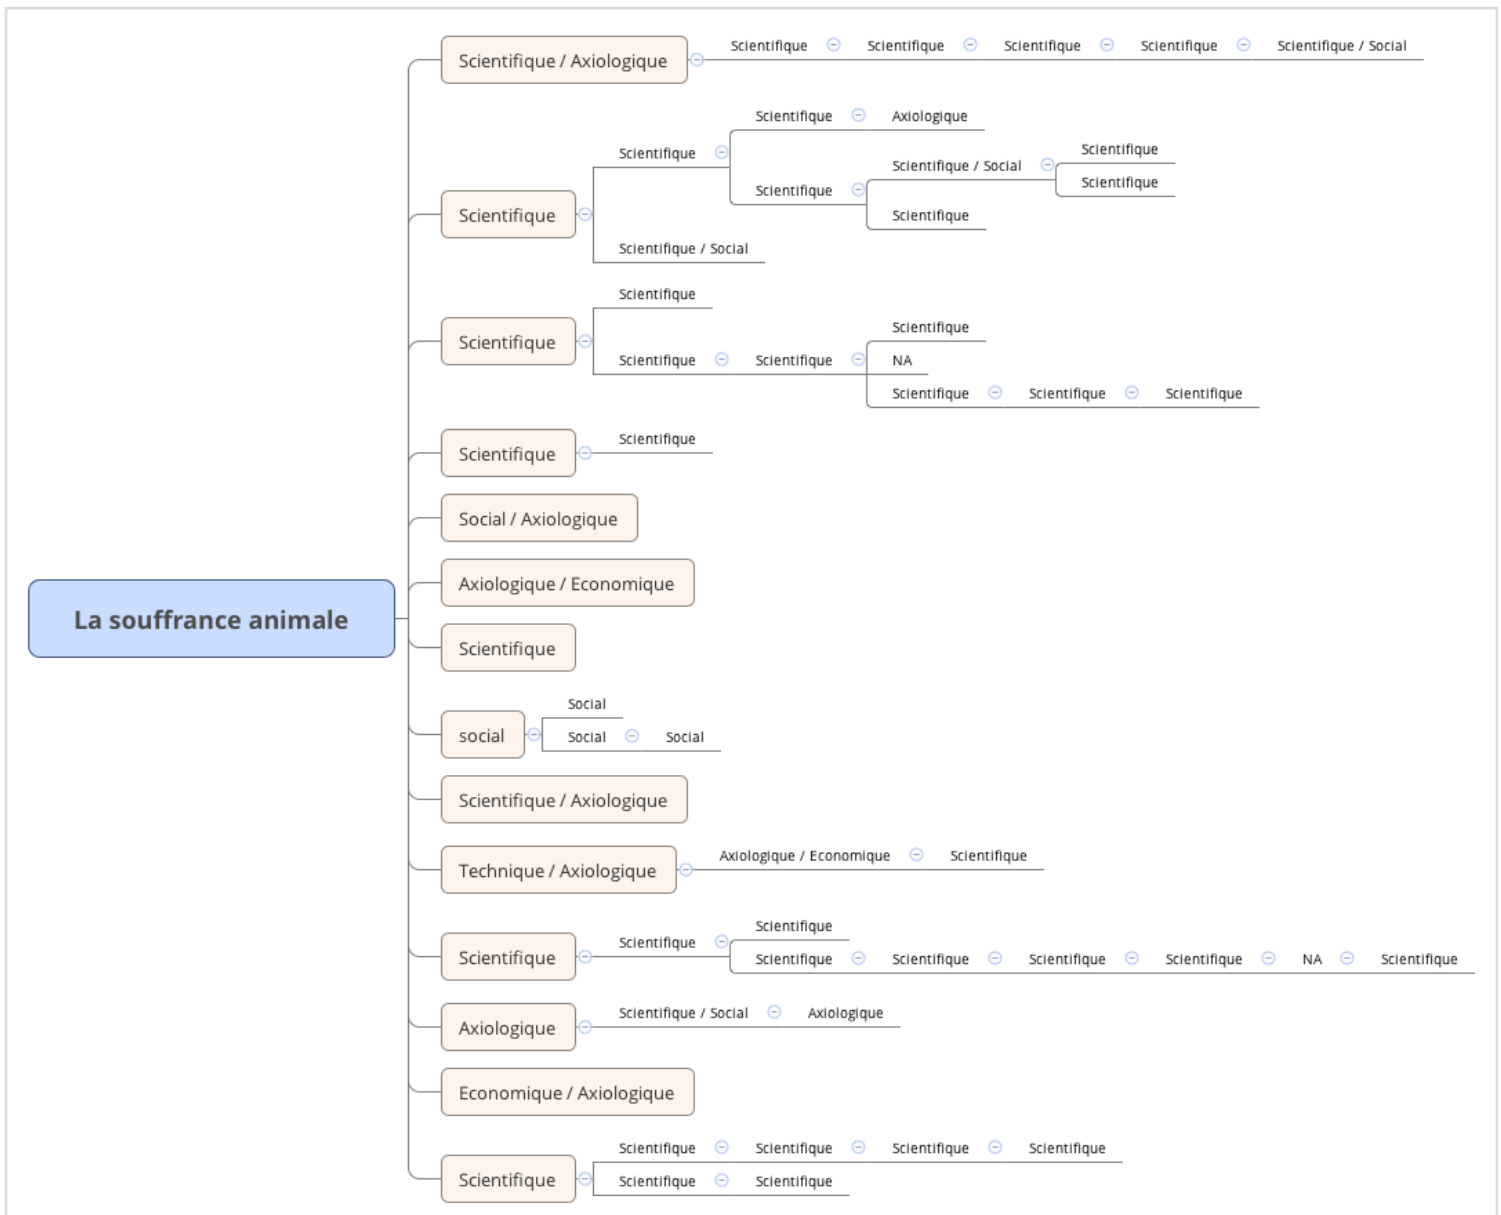 Scientifique / Axiologique
Scientifique
Scientifique
Scientifique
Scientifique
Scientifique / Social
Scientifique
Scientifique
Scientifique
Axiologique
Scientifique
Scientifique / Social
Scientifique
Scientifique
Scientifique
Scientifique / Social
Scientifique
Scientifique
Scientifique
Scientifique
Scientifique
NA
Scientifique
Scientifique
Scientifique
Scientifique
Scientifique
Social / Axiologique
Axiologique / Economique
La souffrance animale
Scientifique
social
Social
Social
Social
Scientifique / Axiologique
Technique / Axiologique
Axiologique / Economique
Scientifique
Scientifique
Scientifique
Scientifique
Scientifique
Scientifique
Scientifique
Scientifique
NA
Scientifique
Axiologique
Scientifique / Social
Axiologique
Economique / Axiologique
Scientifique
Scientifique
Scientifique
Scientifique
Scientifique
Scientifique
Scientifique